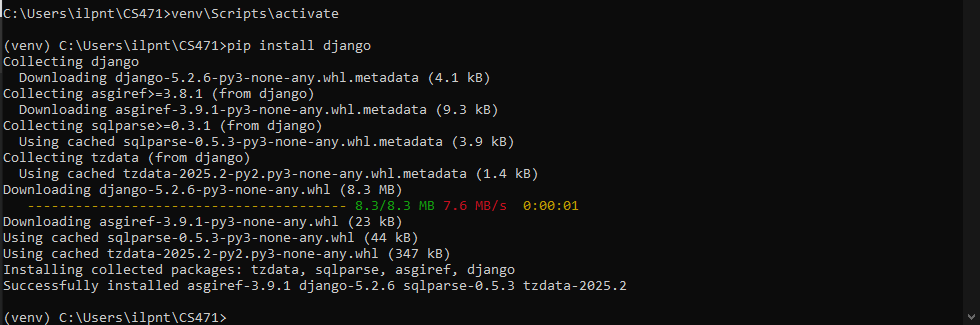 C:\Users\ilpnt\CS471>venv\Scripts\activate
(venv) C:\Users\ilpnt\CS471>pip install django
Collecting django
  Downloading django-5.2.6-py3-none-any.whl.metadata (4.1 kB)
Collecting asgiref>=3.8.1 (from django)
  Downloading asgiref-3.9.1-py3-none-any.whl.metadata (9.3 kB)
Collecting sqlparse>=0.3.1 (from django)
  Using cached sqlparse-0.5.3-py3-none-any.whl.metadata (3.9 kB)
Collecting tzdata (from django)
  Using cached tzdata-2025.2-py2.py3-none-any.whl.metadata (1.4 kB)
Downloading django-5.2.6-py3-none-any.whl (8.3 MB)
   ---------------------------------------- 8.3/8.3 MB 7.6 MB/s  0:00:01
Downloading asgiref-3.9.1-py3-none-any.whl (23 kB)
Using cached sqlparse-0.5.3-py3-none-any.whl (44 kB)
Using cached tzdata-2025.2-py2.py3-none-any.whl (347 kB)
Installing collected packages: tzdata, sqlparse, asgiref, django
Successfully installed asgiref-3.9.1 django-5.2.6 sqlparse-0.5.3 tzdata-2025.2
(venv) C:\Users\ilpnt\CS471>